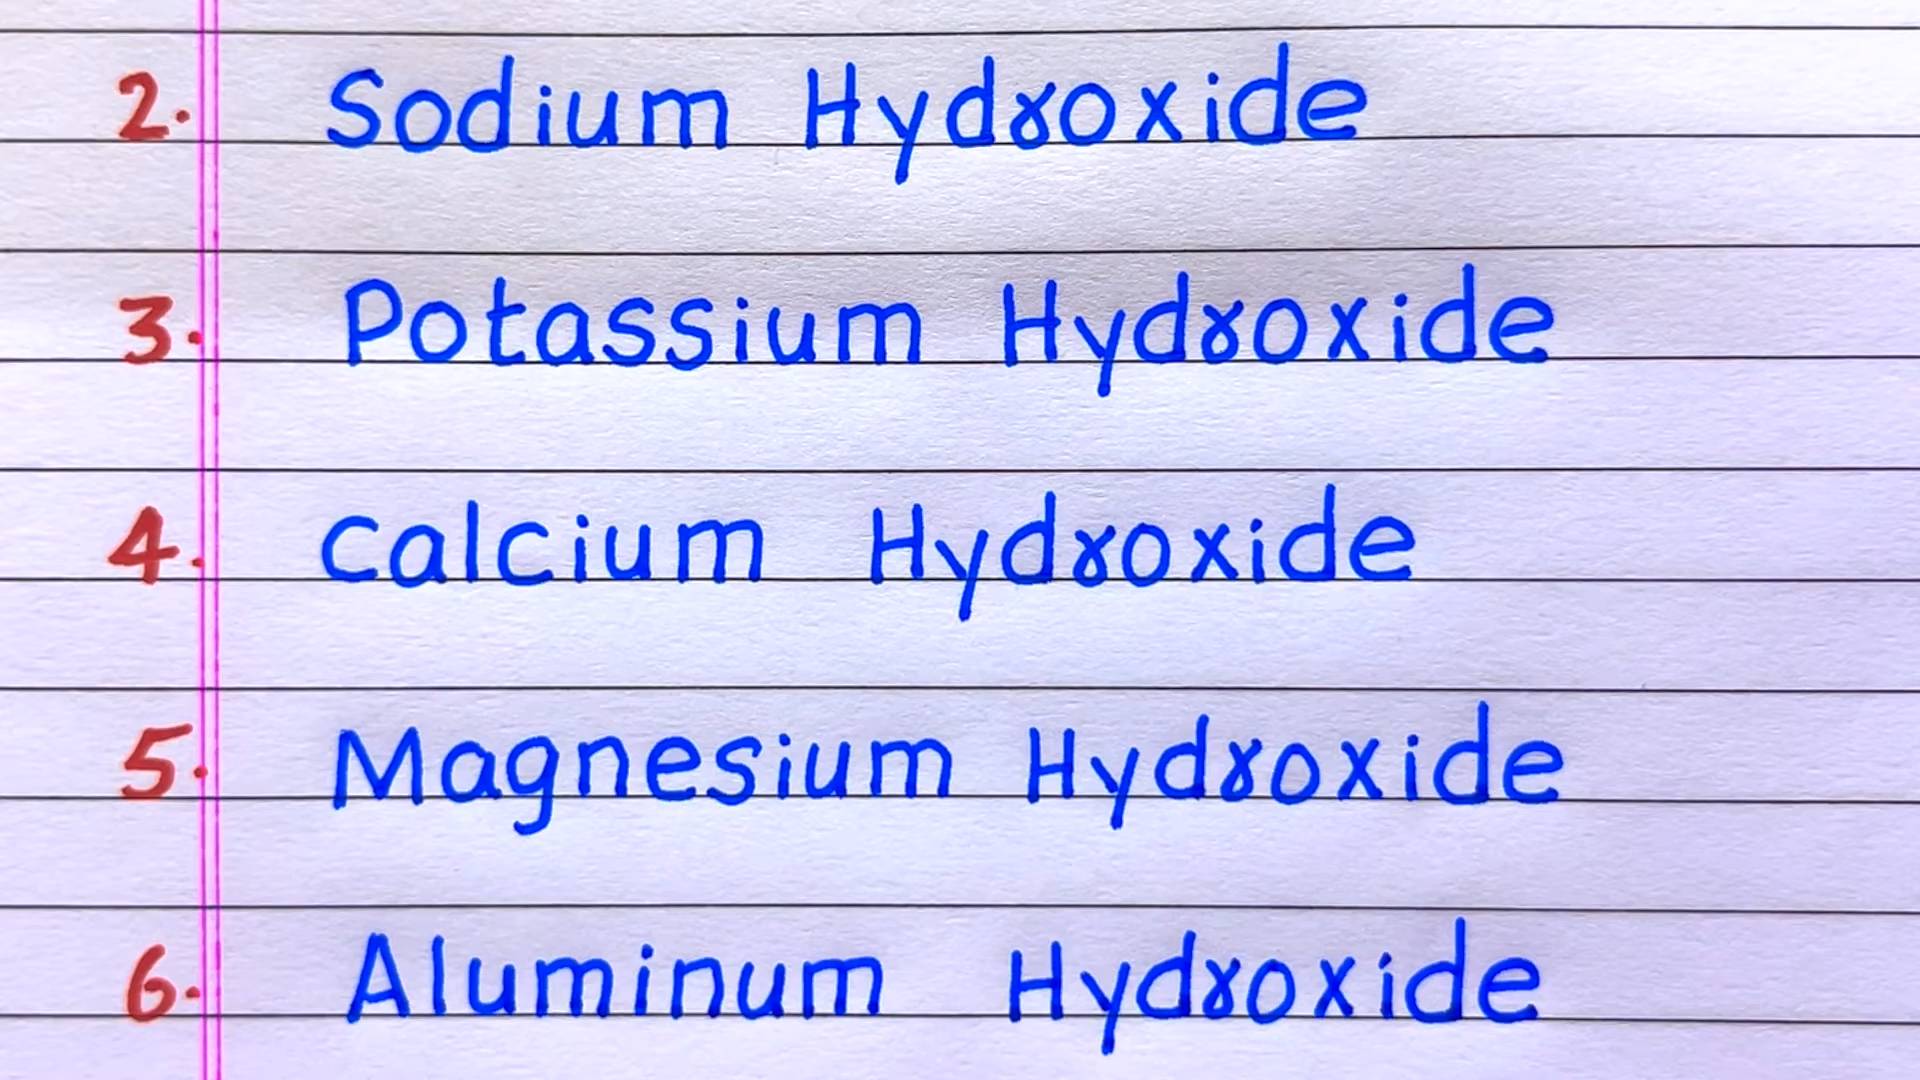 2. Sodium Hydroxide
3. Potassium Hydroxide
4. Calcium Hydroxide
5. Magnesium Hydroxide
6. Aluminum Hydroxide